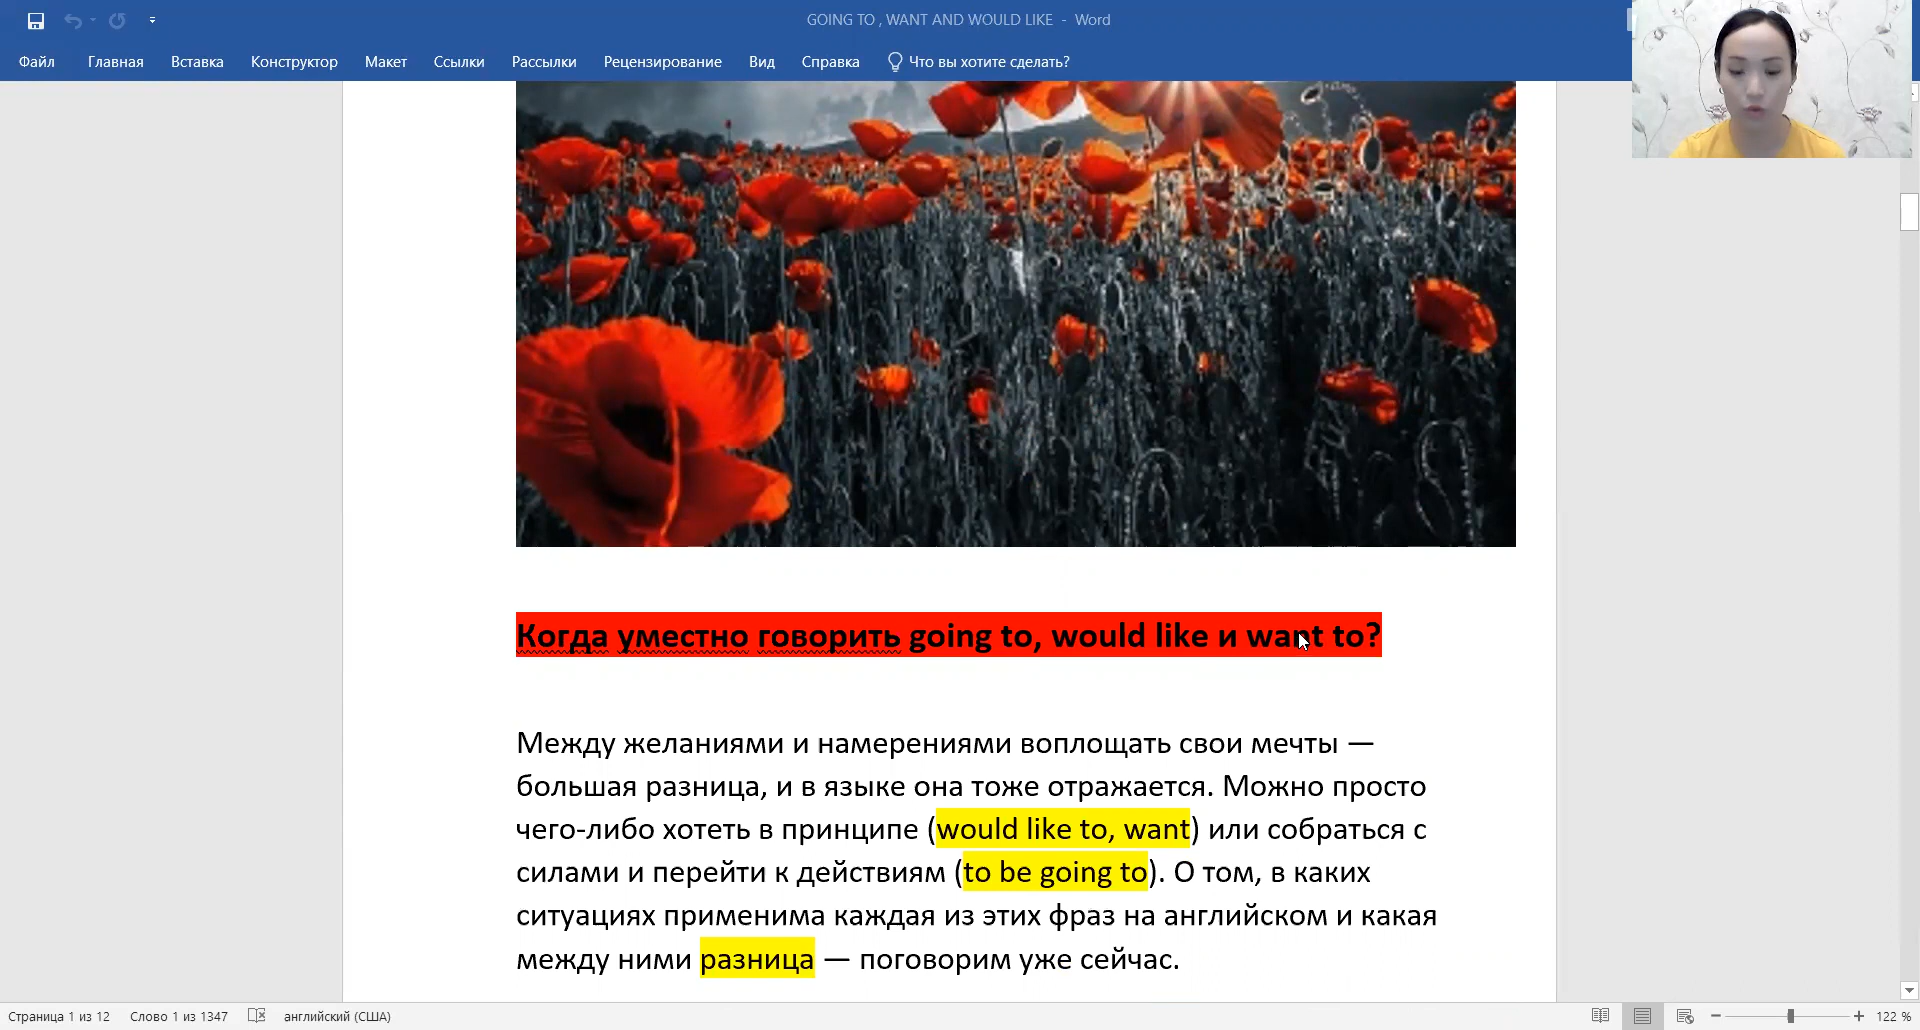 GOING TO , WANT AND WOULD LIKE - Word
Файл Главная Вставка Конструктор Макет Ссылки Рассылки Рецензирование Вид Справка Что вы хотите сделать?
Когда уместно говорить going to, would like и want to?
Между желаниями и намерениями воплощать свои мечты —
большая разница, и в языке она тоже отражается. Можно просто
чего-либо хотеть в принципе (would like to, want) или собраться с
силами и перейти к действиям (to be going to). О том, в каких
ситуациях применима каждая из этих фраз на английском и какая
между ними разница — поговорим уже сейчас.
Страница 1 из 12 Слово 1 из 1347 английский (США) 122 %